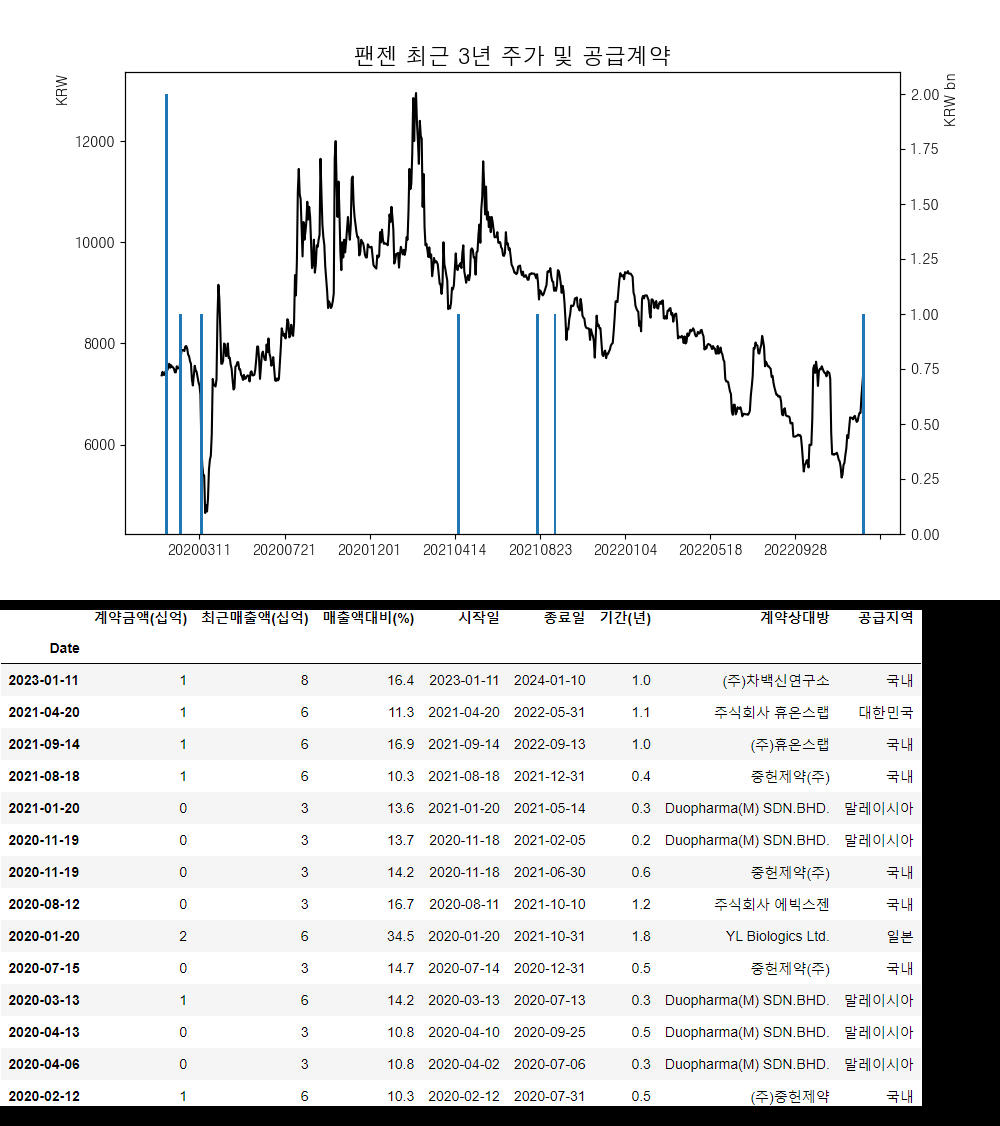 팬젠 최근 3년 주가 및 공급계약
KRW
KRW bn
12000
10000
8000
6000
2.00
1.75
1.50
1.25
1.00
0.75
0.50
0.25
0.00
20200311 20200721 20201201 20210414 20210823 20220104 20220518 20220928
계약금액(십억) 최근매출액(십억) 매출액대비(%) 시작일 종료일 기간(년) 계약상대방 공급지역
Date
2023-01-11 1 8 16.4 2023-01-11 2024-01-10 1.0 (주)차백신연구소 국내
2021-04-20 1 6 11.3 2021-04-20 2022-05-31 1.1 주식회사 휴온스랩 대한민국
2021-09-14 1 6 16.9 2021-09-14 2022-09-13 1.0 (주)휴온스랩 국내
2021-08-18 1 6 10.3 2021-08-18 2021-12-31 0.4 중헌제약(주) 국내
2021-01-20 0 3 13.6 2021-01-20 2021-05-14 0.3 Duopharma(M) SDN.BHD. 말레이시아
2020-11-19 0 3 13.7 2020-11-18 2021-02-05 0.2 Duopharma(M) SDN.BHD. 말레이시아
2020-11-19 0 3 14.2 2020-11-18 2021-06-30 0.6 중헌제약(주) 국내
2020-08-12 0 3 16.7 2020-08-11 2021-10-10 1.2 주식회사 에빅스젠 국내
2020-01-20 2 6 34.5 2020-01-20 2021-10-31 1.8 YL Biologics Ltd. 일본
2020-07-15 0 3 14.7 2020-07-14 2020-12-31 0.5 중헌제약(주) 국내
2020-03-13 1 6 14.2 2020-03-13 2020-07-13 0.3 Duopharma(M) SDN.BHD. 말레이시아
2020-04-13 0 3 10.8 2020-04-10 2020-09-25 0.5 Duopharma(M) SDN.BHD. 말레이시아
2020-04-06 0 3 10.8 2020-04-02 2020-07-06 0.3 Duopharma(M) SDN.BHD. 말레이시아
2020-02-12 1 6 10.3 2020-02-12 2020-07-31 0.5 (주)중헌제약 국내